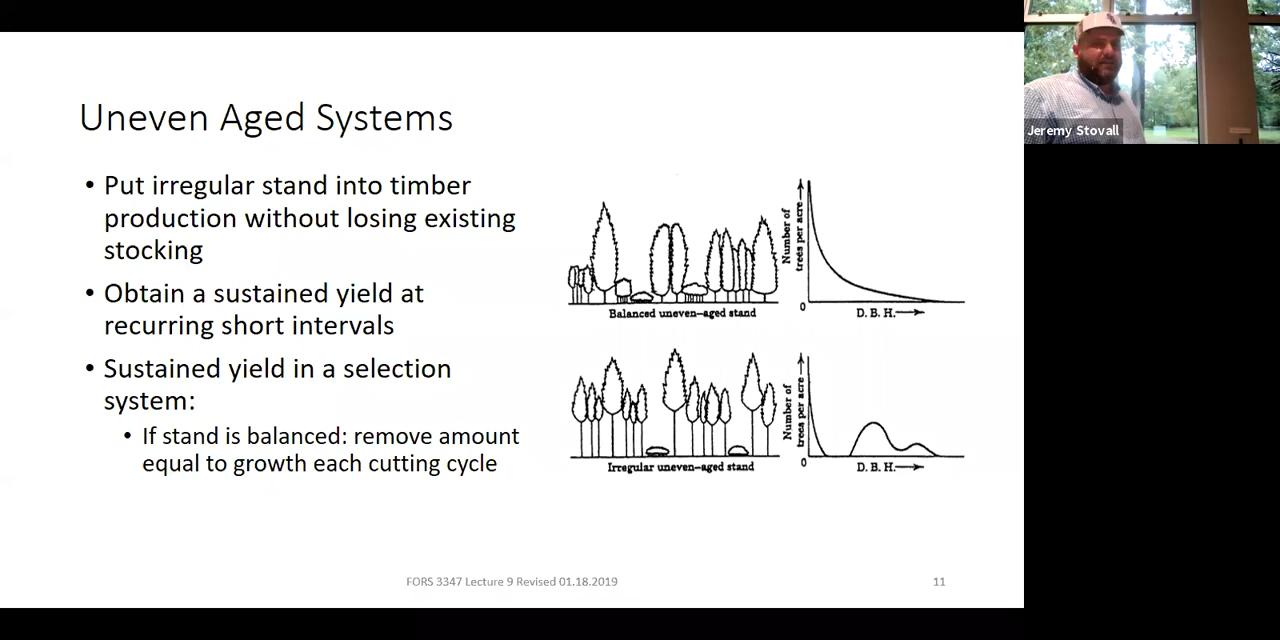 Uneven Aged Systems
• Put irregular stand into timber
production without losing existing
stocking
• Obtain a sustained yield at
recurring short intervals
• Sustained yield in a selection
system:
• If stand is balanced: remove amount
equal to growth each cutting cycle
Balanced uneven-aged stand
Number of
trees per acre
0
D. B. H.
Irregular uneven-aged stand
Number of
trees per acre
0
D. B. H.
FORS 3347 Lecture 9 Revised 01.18.2019
11
Jeremy Stovall